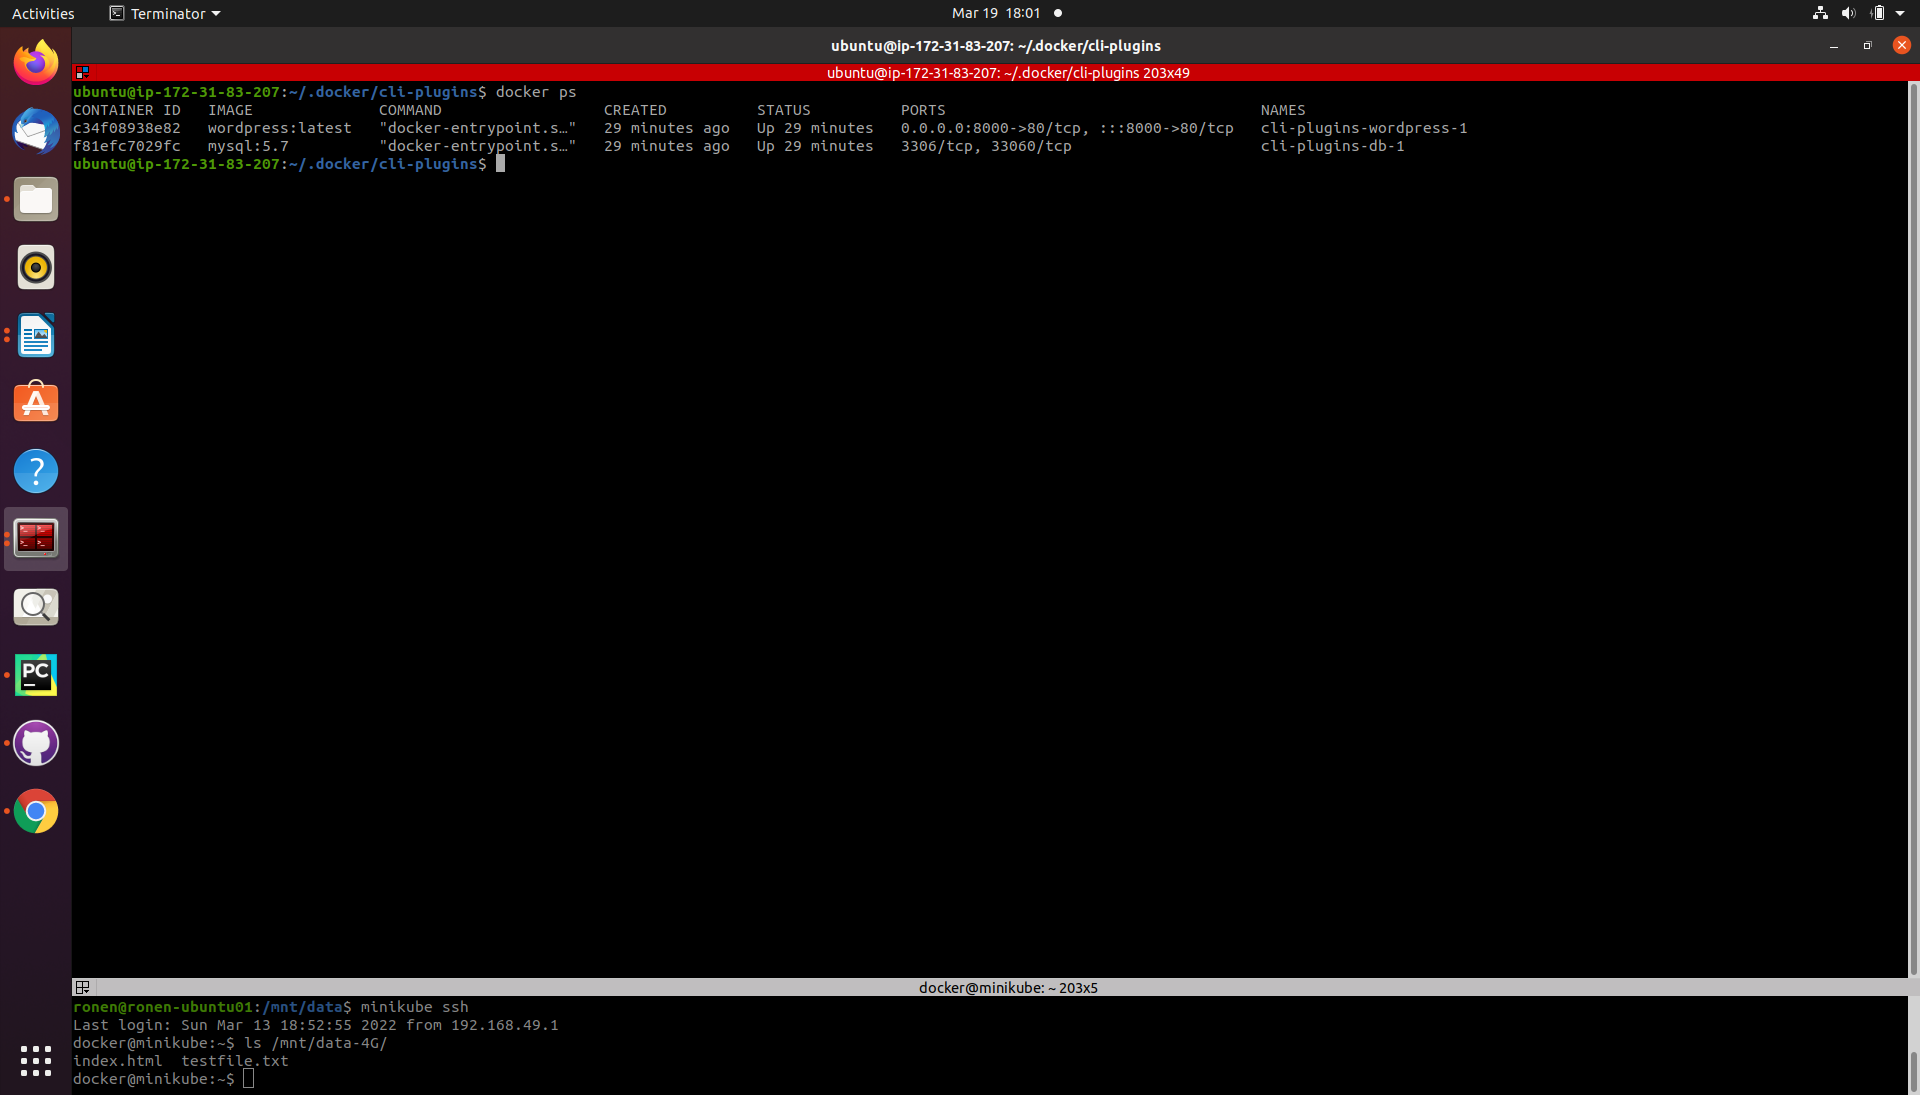 Activities Terminator Mar 19 18:01
ubuntu@ip-172-31-83-207: ~/.docker/cli-plugins
ubuntu@ip-172-31-83-207: ~/.docker/cli-plugins 203x49
ubuntu@ip-172-31-83-207:~/.docker/cli-plugins$ docker ps
CONTAINER ID   IMAGE              COMMAND                  CREATED          STATUS          PORTS                                   NAMES
c34f08938e82   wordpress:latest   "docker-entrypoint.s…"   29 minutes ago   Up 29 minutes   0.0.0.0:8000->80/tcp, :::8000->80/tcp   cli-plugins-wordpress-1
f81efc7029fc   mysql:5.7          "docker-entrypoint.s…"   29 minutes ago   Up 29 minutes   3306/tcp, 33060/tcp                     cli-plugins-db-1
ubuntu@ip-172-31-83-207:~/.docker/cli-plugins$
?
PC
docker@minikube: ~ 203x5
ronen@ronen-ubuntu01:/mnt/data$ minikube ssh
Last login: Sun Mar 13 18:52:55 2022 from 192.168.49.1
docker@minikube:~$ ls /mnt/data-4G/
index.html  testfile.txt
docker@minikube:~$